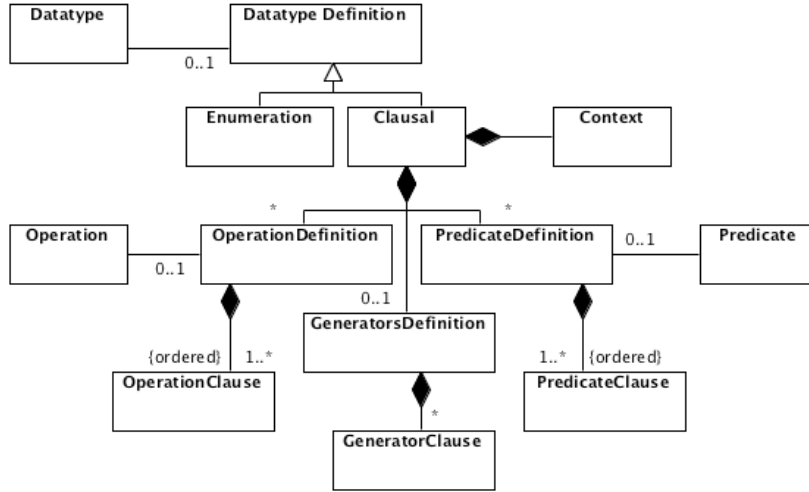 Datatype
Datatype Definition
0..1
Enumeration
Clausal
Context
*
*
Operation
OperationDefinition
PredicateDefinition
Predicate
0..1
0..1
0..1
GeneratorsDefinition
{ordered}
1..*
1..*
{ordered}
OperationClause
PredicateClause
*
GeneratorClause